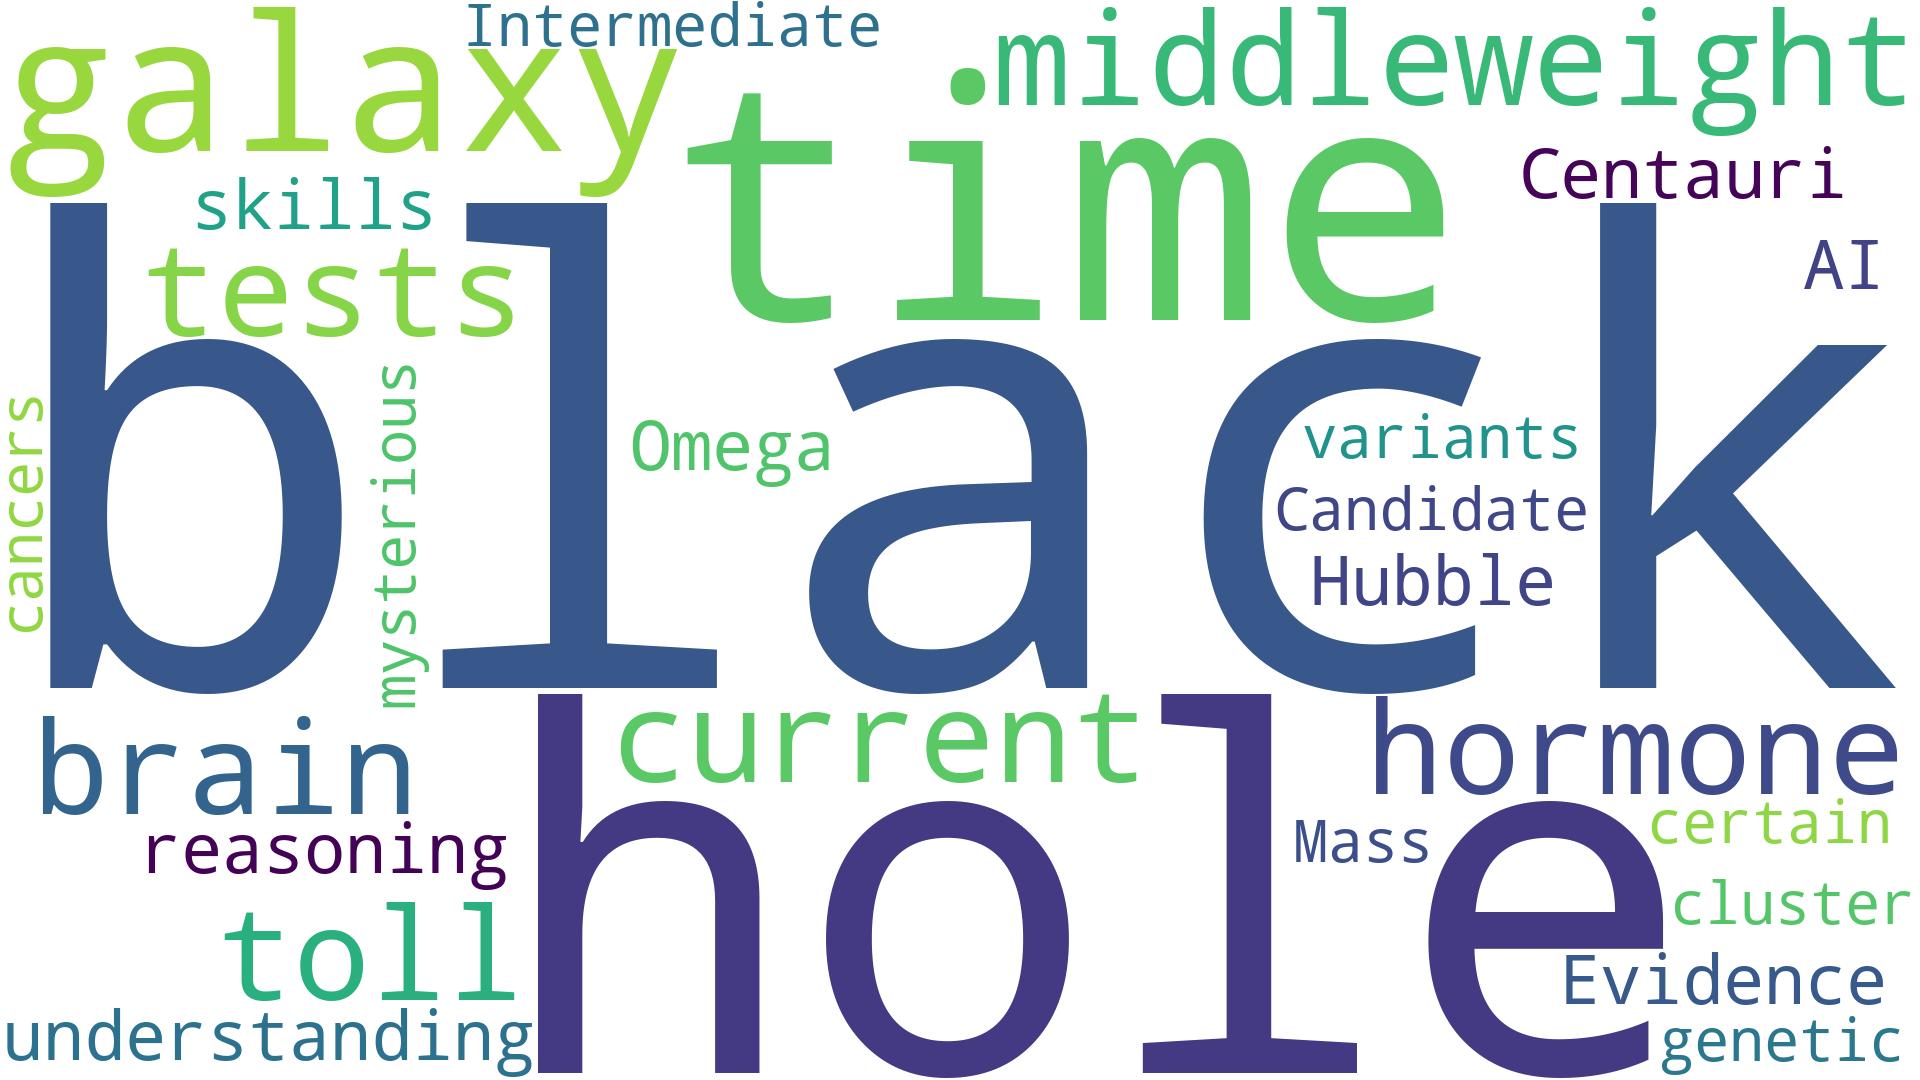 Intermediate
galaxy
middleweight
time
Centauri
skills
AI
tests
black
cancers
mysterious
Omega
variants
Candidate
Hubble
hole
current
hormone
brain
certain
reasoning
Mass
cluster
toll
Evidence
understanding
genetic